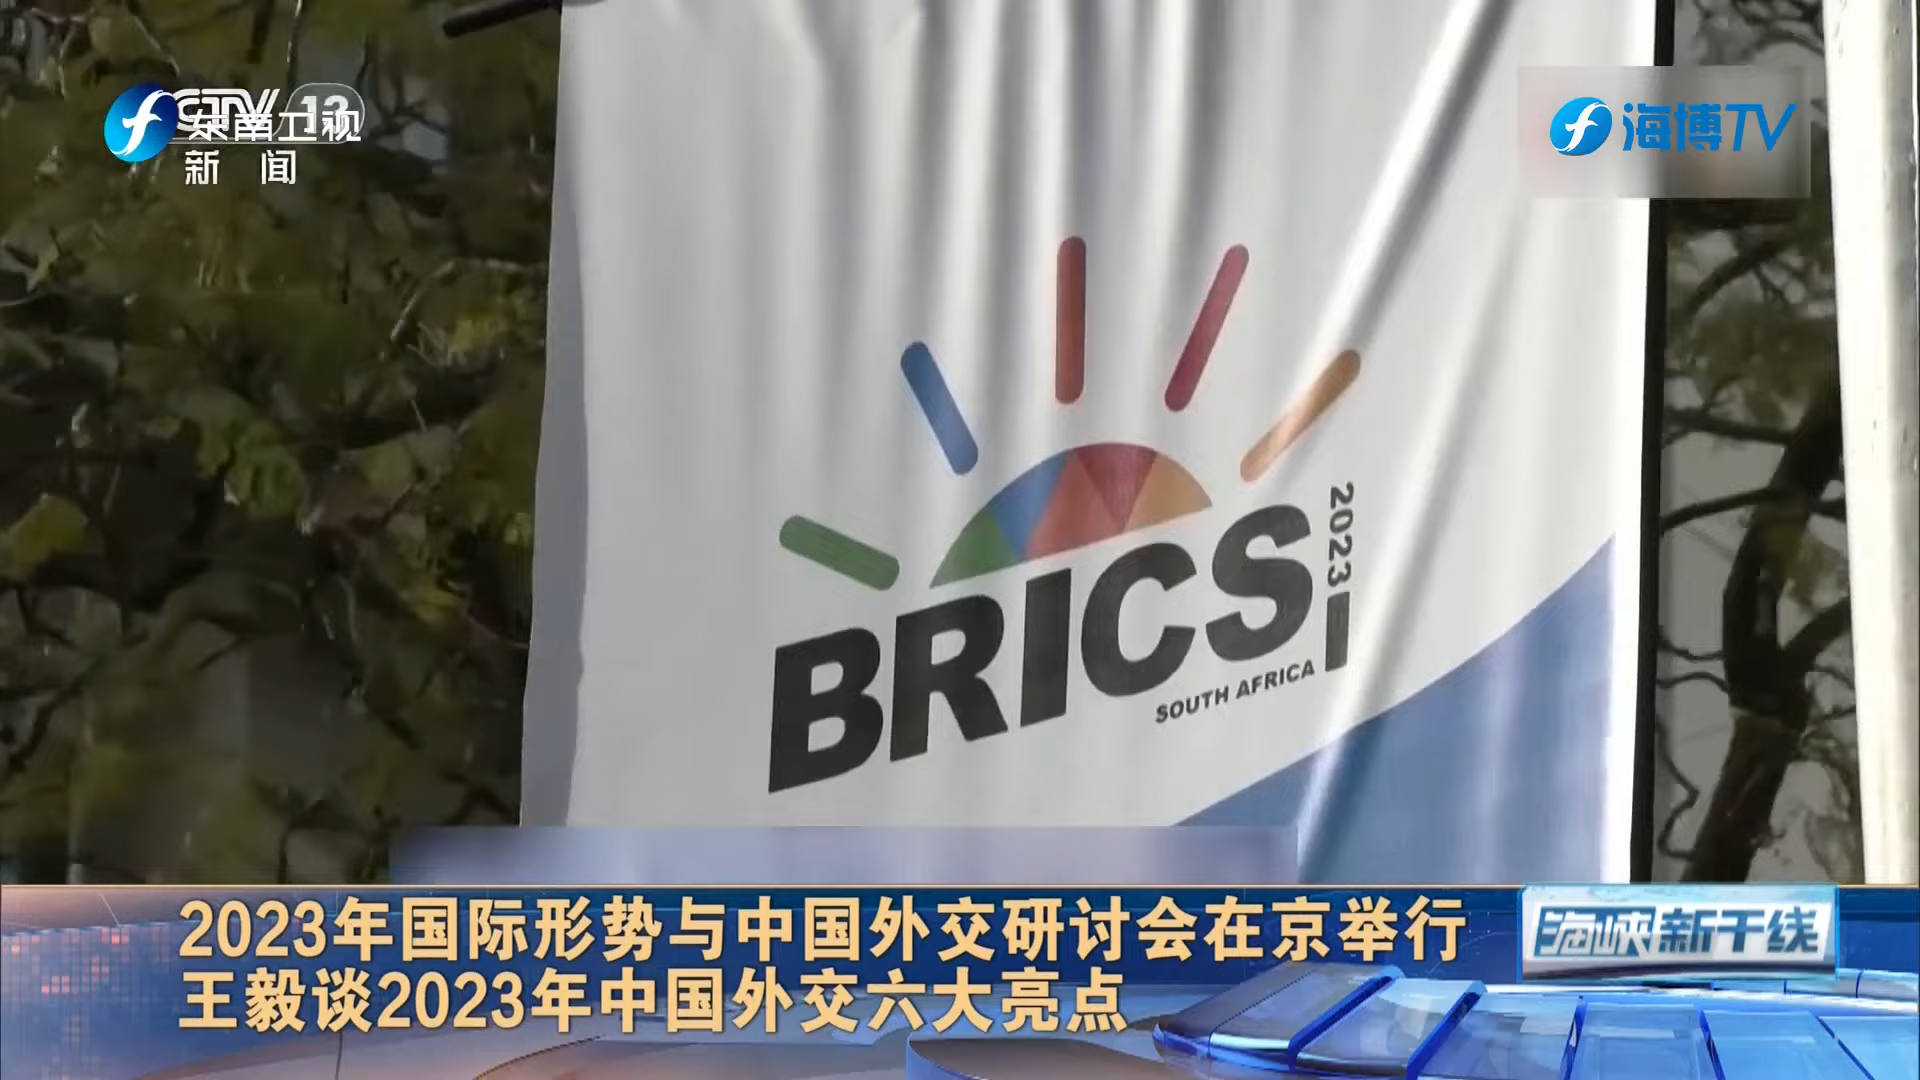 CCTV 13
东南卫视
新闻
海博TV
2023
BRICS
SOUTH AFRICA
2023年国际形势与中国外交研讨会在京举行
海峡新干线
王毅谈2023年中国外交六大亮点